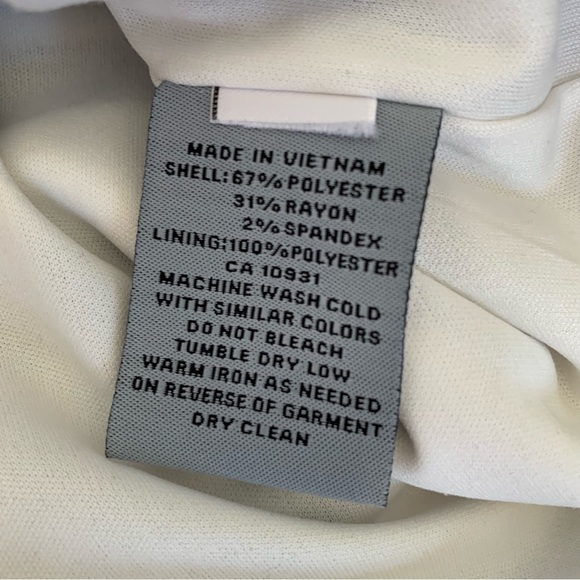 MADE IN VIETNAM
SHELL:67% POLYESTER
31% RAYON
2% SPANDEX
LINING:100% POLYESTER
CA 10931
MACHINE WASH COLD
WITH SIMILAR COLORS
DO NOT BLEACH
TUMBLE DRY LOW
WARM IRON AS NEEDED
ON REVERSE OF GARMENT
DRY CLEAN